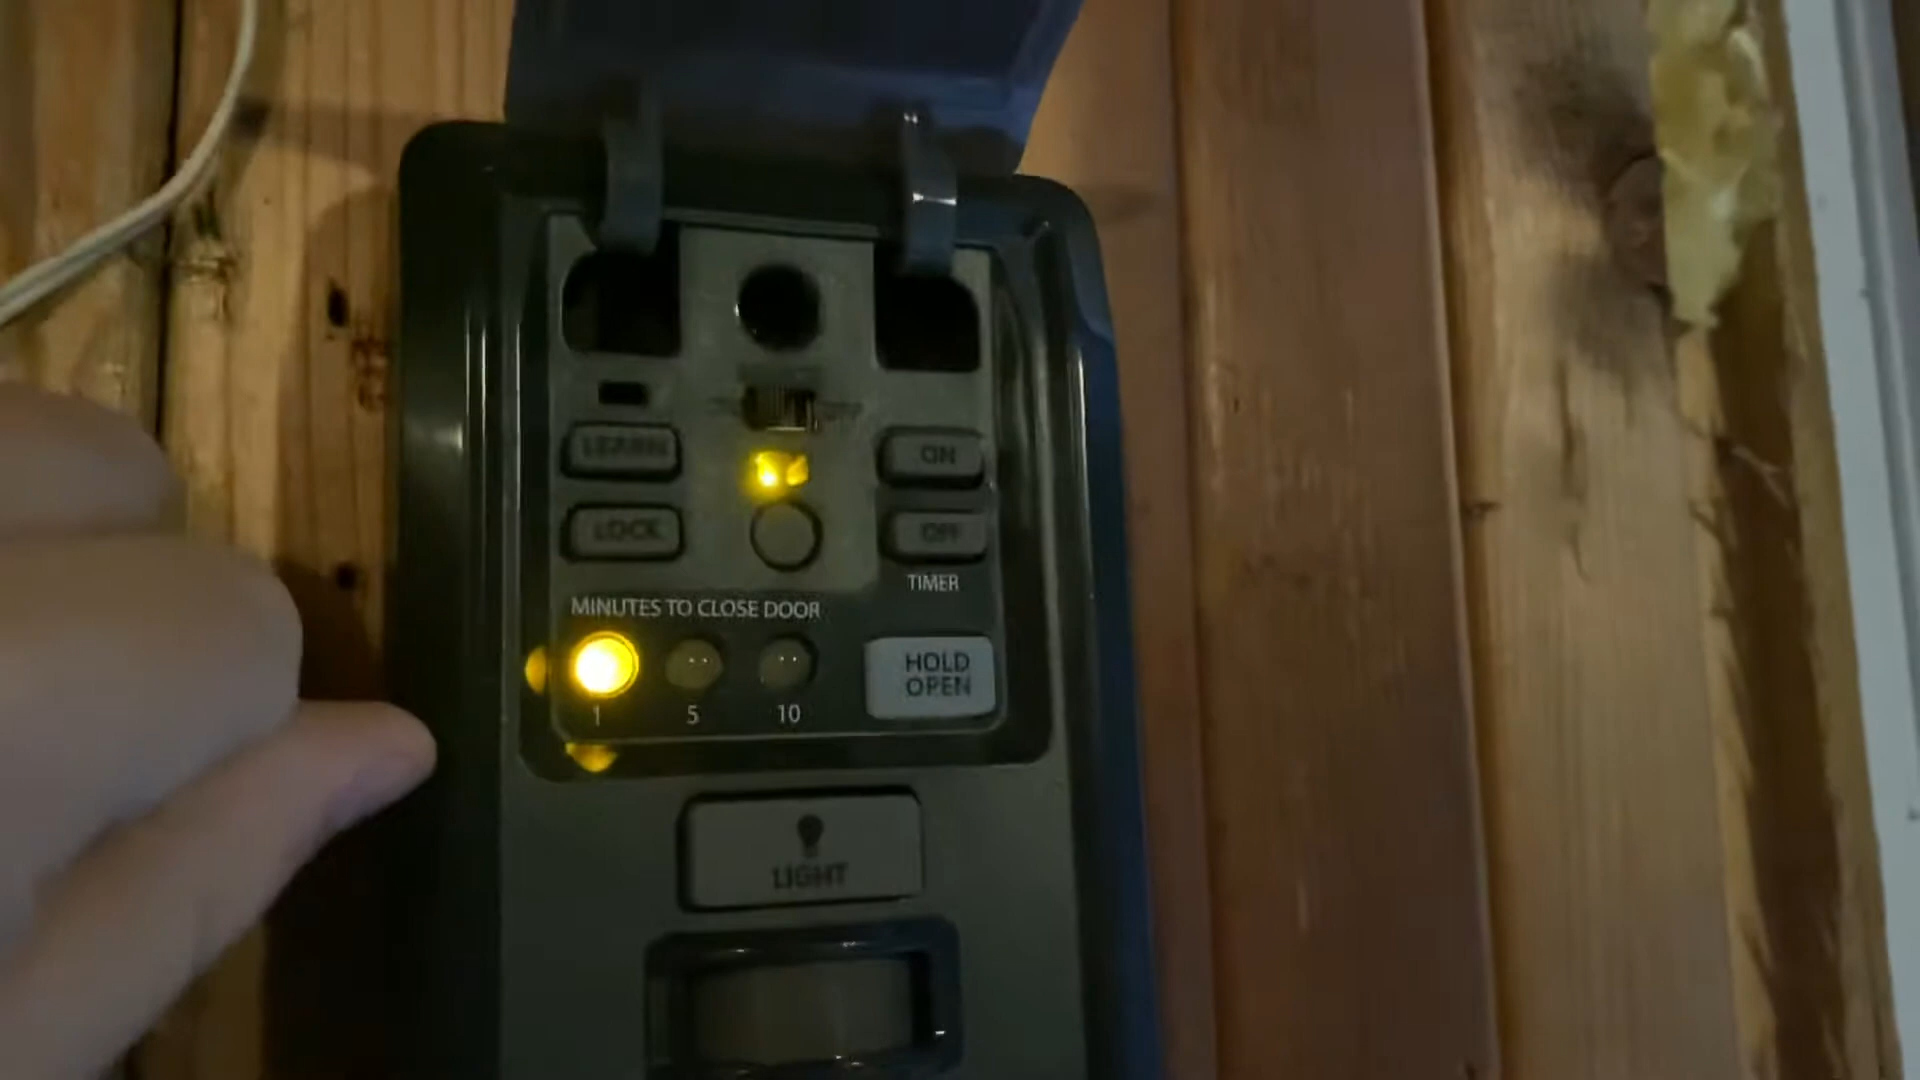 LEARN
ON
LOCK
OFF
TIMER
MINUTES TO CLOSE DOOR
HOLD
OPEN
1
5
10
LIGHT